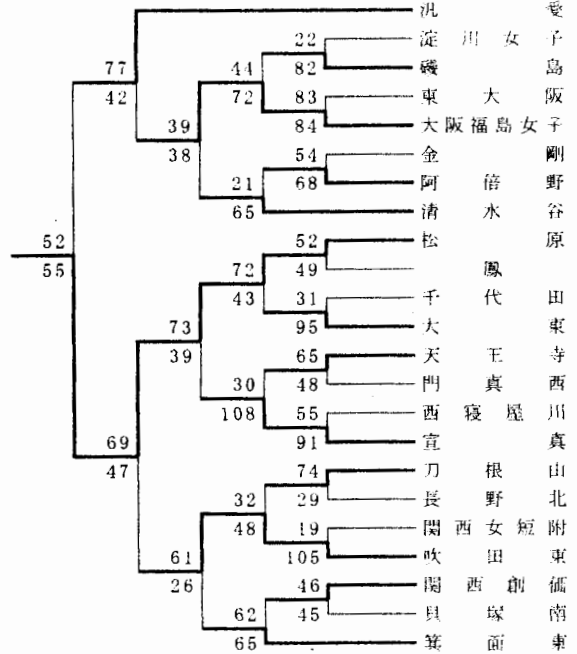 汎愛
22 淀川女子
77 44 82 磯島
42 72 83 東大阪
39 84 大阪福島女子
38 54 金剛
21 68 阿倍野
65 清水谷
52 52 松原
55 72 49 鳳
43 31 千代田
73 95 大東
39 65 天王寺
30 48 門真西
108 55 西寝屋川
69 91 宣真
47 74 刀根山
32 29 長野北
48 19 関西女短附
61 105 吹田東
26 46 関西創価
62 45 貝塚南
65 箕面東